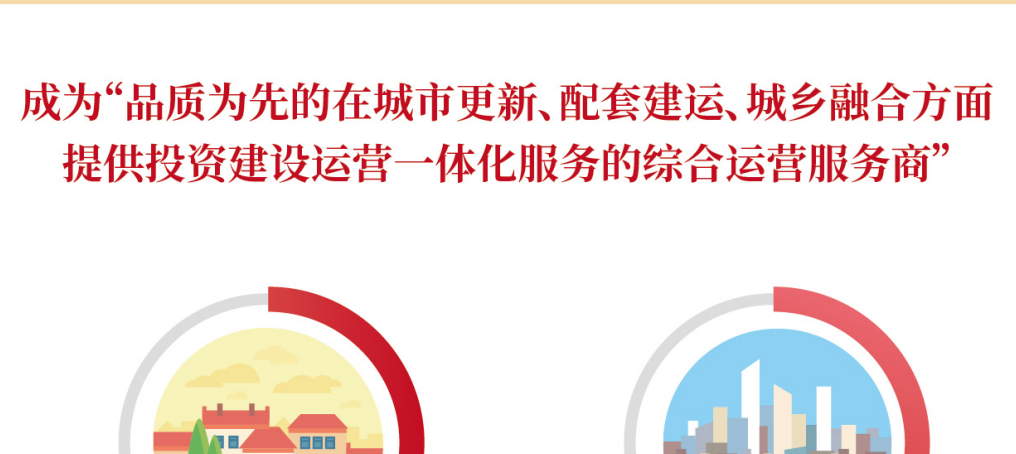 成为“品质为先的在城市更新、配套建运、城乡融合方面
提供投资建设运营一体化服务的综合运营服务商”